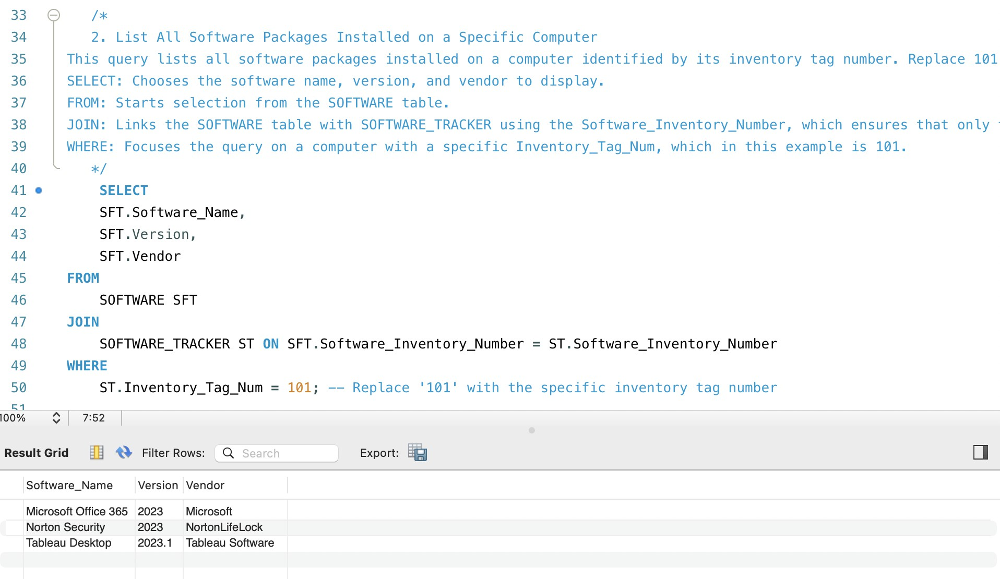 33 /*
34 2. List All Software Packages Installed on a Specific Computer
35 This query lists all software packages installed on a computer identified by its inventory tag number. Replace 101
36 SELECT: Chooses the software name, version, and vendor to display.
37 FROM: Starts selection from the SOFTWARE table.
38 JOIN: Links the SOFTWARE table with SOFTWARE_TRACKER using the Software_Inventory_Number, which ensures that only
39 WHERE: Focuses the query on a computer with a specific Inventory_Tag_Num, which in this example is 101.
40 */
41 SELECT
42 SFT.Software_Name,
43 SFT.Version,
44 SFT.Vendor
45 FROM
46 SOFTWARE SFT
47 JOIN
48 SOFTWARE_TRACKER ST ON SFT.Software_Inventory_Number = ST.Software_Inventory_Number
49 WHERE
50 ST.Inventory_Tag_Num = 101; -- Replace '101' with the specific inventory tag number
51
100% 7:52
Result Grid Filter Rows: Search Export:
Software_Name Version Vendor
Microsoft Office 365 2023 Microsoft
Norton Security 2023 NortonLifeLock
Tableau Desktop 2023.1 Tableau Software